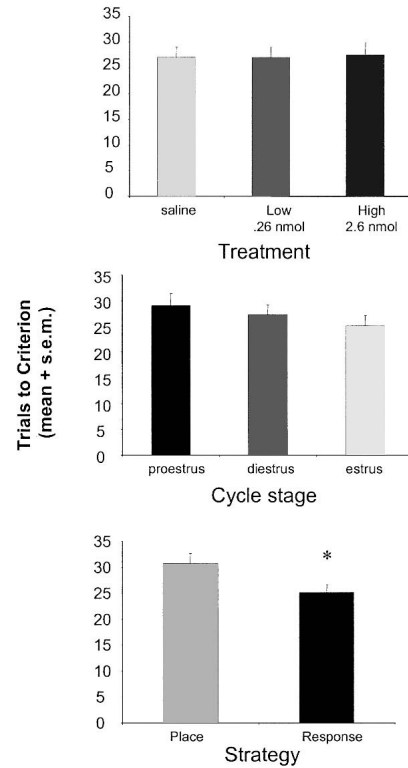 35
30
25
20
15
10
5
0
saline Low High
.26 nmol 2.6 nmol
Treatment
35
30
25
20
15
10
5
0
proestrus diestrus estrus
Cycle stage
Trials to Criterion
(mean + s.e.m.)
35
30
25
20
15
10
5
0
*
Place Response
Strategy